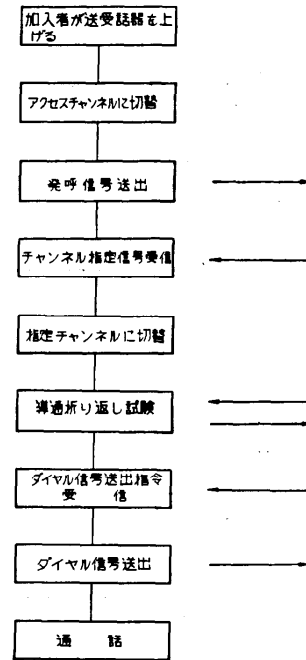 加入者が送受話器を上
げる
アクセスチャンネルに切替
発呼信号送出
チャンネル指定信号受信
指定チャンネルに切替
導通折り返し試験
ダイヤル信号送出指令
受信
ダイヤル信号送出
通話